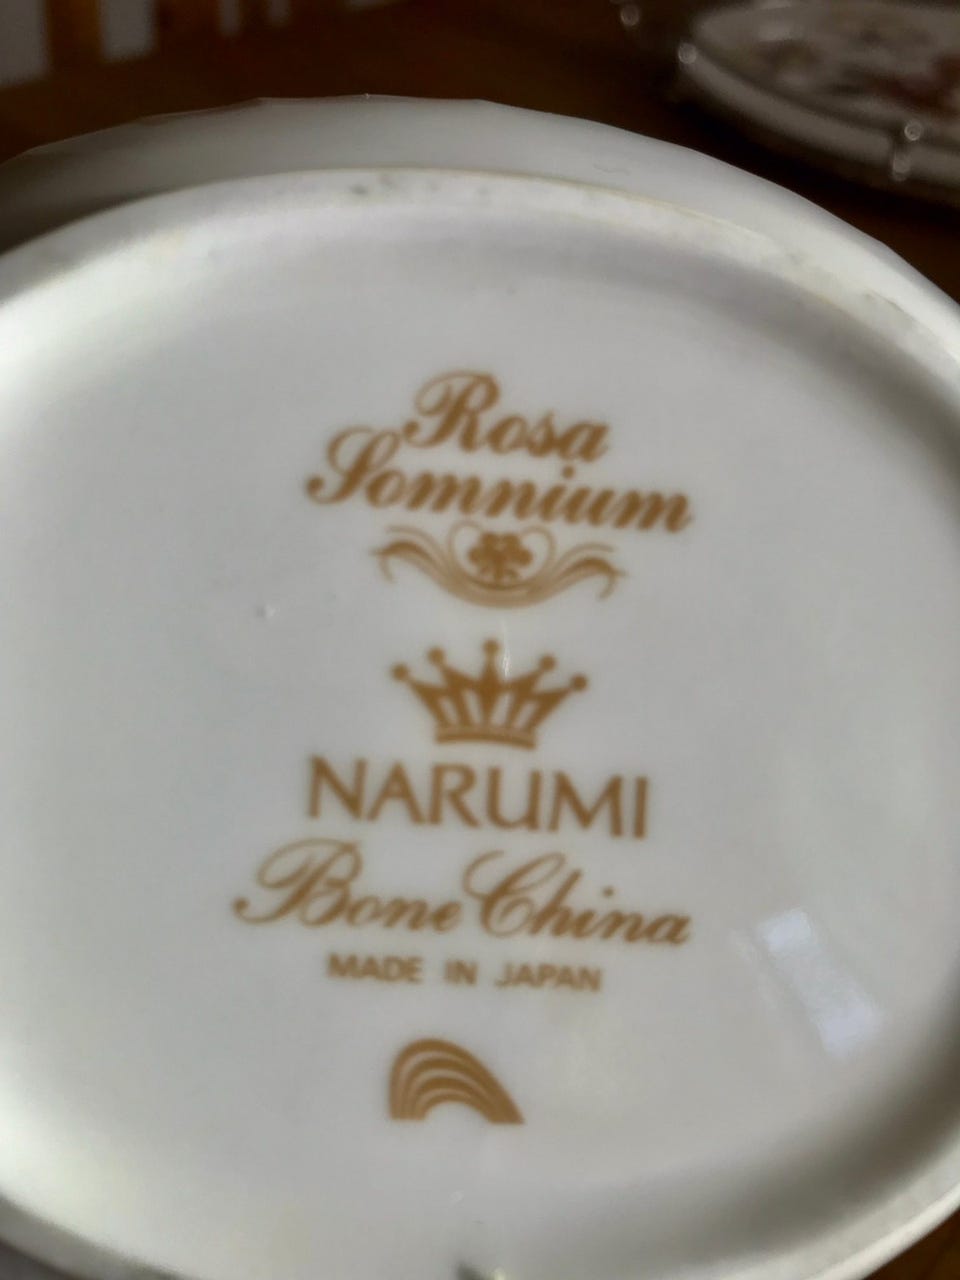 Rosa
Somnium
NARUMI
Bone China
MADE IN JAPAN